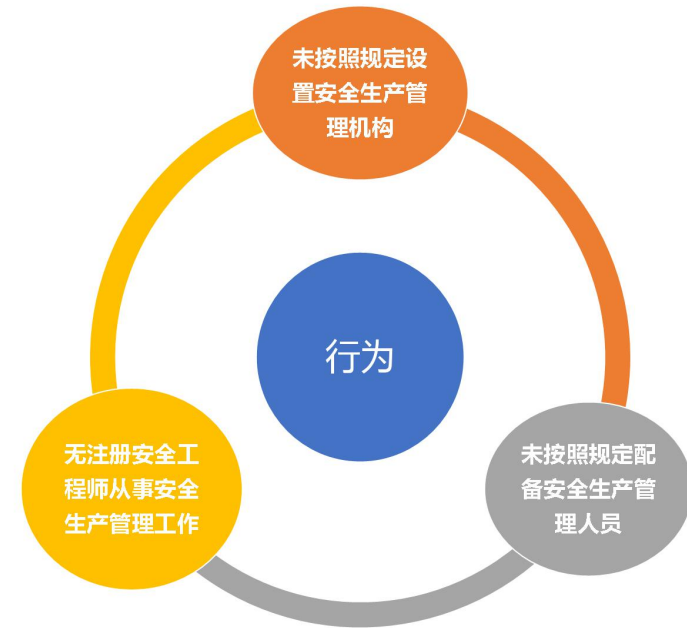 未按照规定设
置安全生产管
理机构
行为
无注册安全工
程师从事安全
生产管理工作
未按照规定配
备安全生产管
理人员